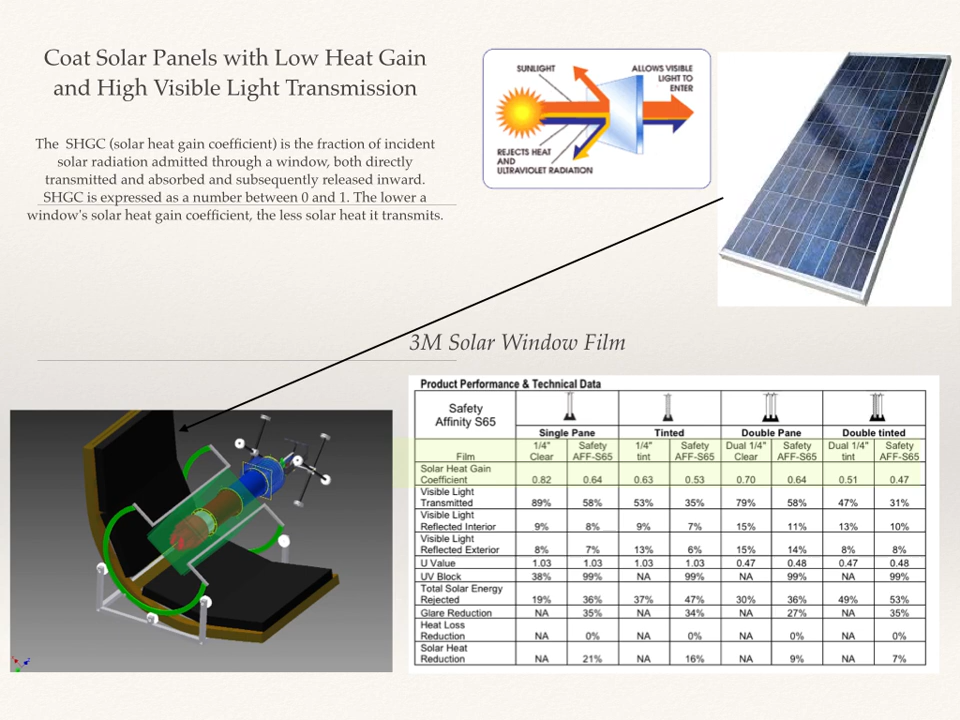 Coat Solar Panels with Low Heat Gain
and High Visible Light Transmission
The SHGC (solar heat gain coefficient) is the fraction of incident
solar radiation admitted through a window, both directly
transmitted and absorbed and subsequently released inward.
SHGC is expressed as a number between 0 and 1. The lower a
window's solar heat gain coefficient, the less solar heat it transmits.
SUNLIGHT
ALLOWS VISIBLE
LIGHT TO
ENTER
REJECTS HEAT
AND
ULTRAVIOLET RADIATION
3M Solar Window Film
Product Performance & Technical Data
Safety
Affinity S65
Single Pane Tinted Double Pane Double tinted
1/4" Safety 1/4" Safety Dual 1/4" Safety Dual 1/4" Safety
Film Clear AFF-S65 tint AFF-S65 Clear AFF-S65 tint AFF-S65
Solar Heat Gain
Coefficient 0.82 0.64 0.63 0.53 0.70 0.64 0.51 0.47
Visible Light
Transmitted 89% 58% 53% 35% 79% 58% 47% 31%
Visible Light
Reflected Interior 9% 8% 9% 7% 15% 11% 13% 10%
Visible Light
Reflected Exterior 8% 7% 13% 6% 15% 14% 8% 8%
U Value 1.03 1.03 1.03 1.03 0.47 0.48 0.47 0.48
UV Block 38% 99% NA 99% NA 99% NA 99%
Total Solar Energy
Rejected 19% 36% 37% 47% 30% 36% 49% 53%
Glare Reduction NA 35% NA 34% NA 27% NA 35%
Heat Loss
Reduction NA 0% NA 0% NA 0% NA 0%
Solar Heat
Reduction NA 21% NA 16% NA 9% NA 7%